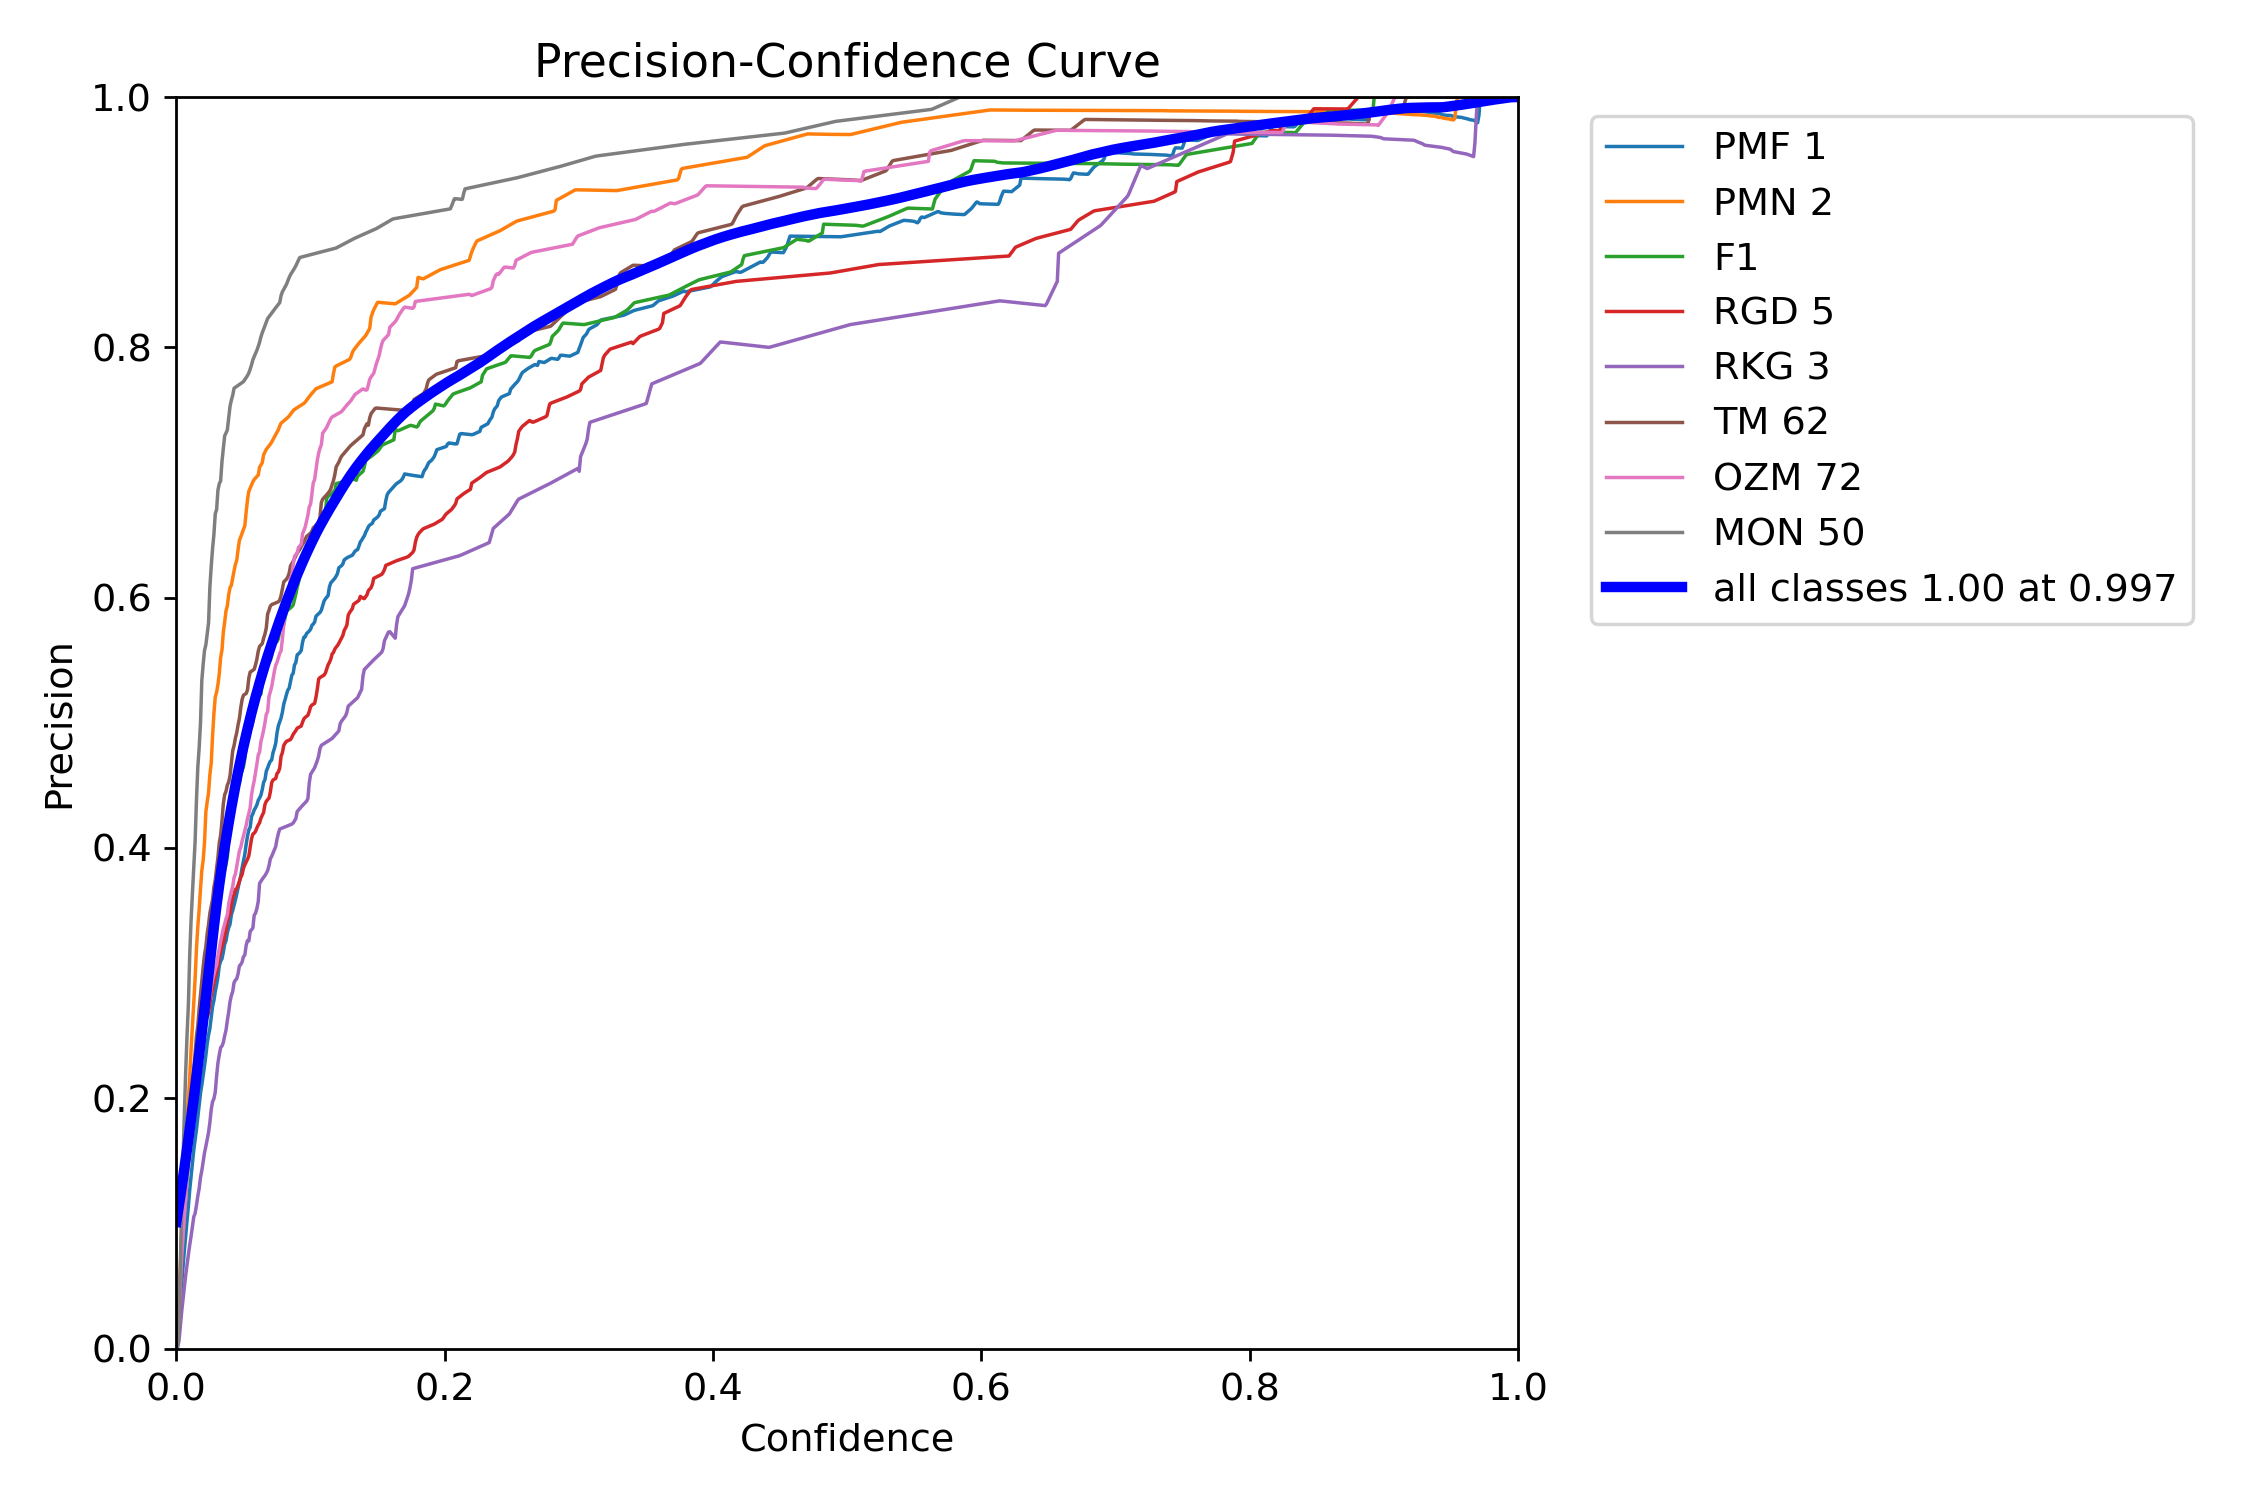 Precision-Confidence Curve
1.0
0.8
0.6
0.4
0.2
0.0
Precision
0.0 0.2 0.4 0.6 0.8 1.0
Confidence
PMF 1
PMN 2
F1
RGD 5
RKG 3
TM 62
OZM 72
MON 50
all classes 1.00 at 0.997